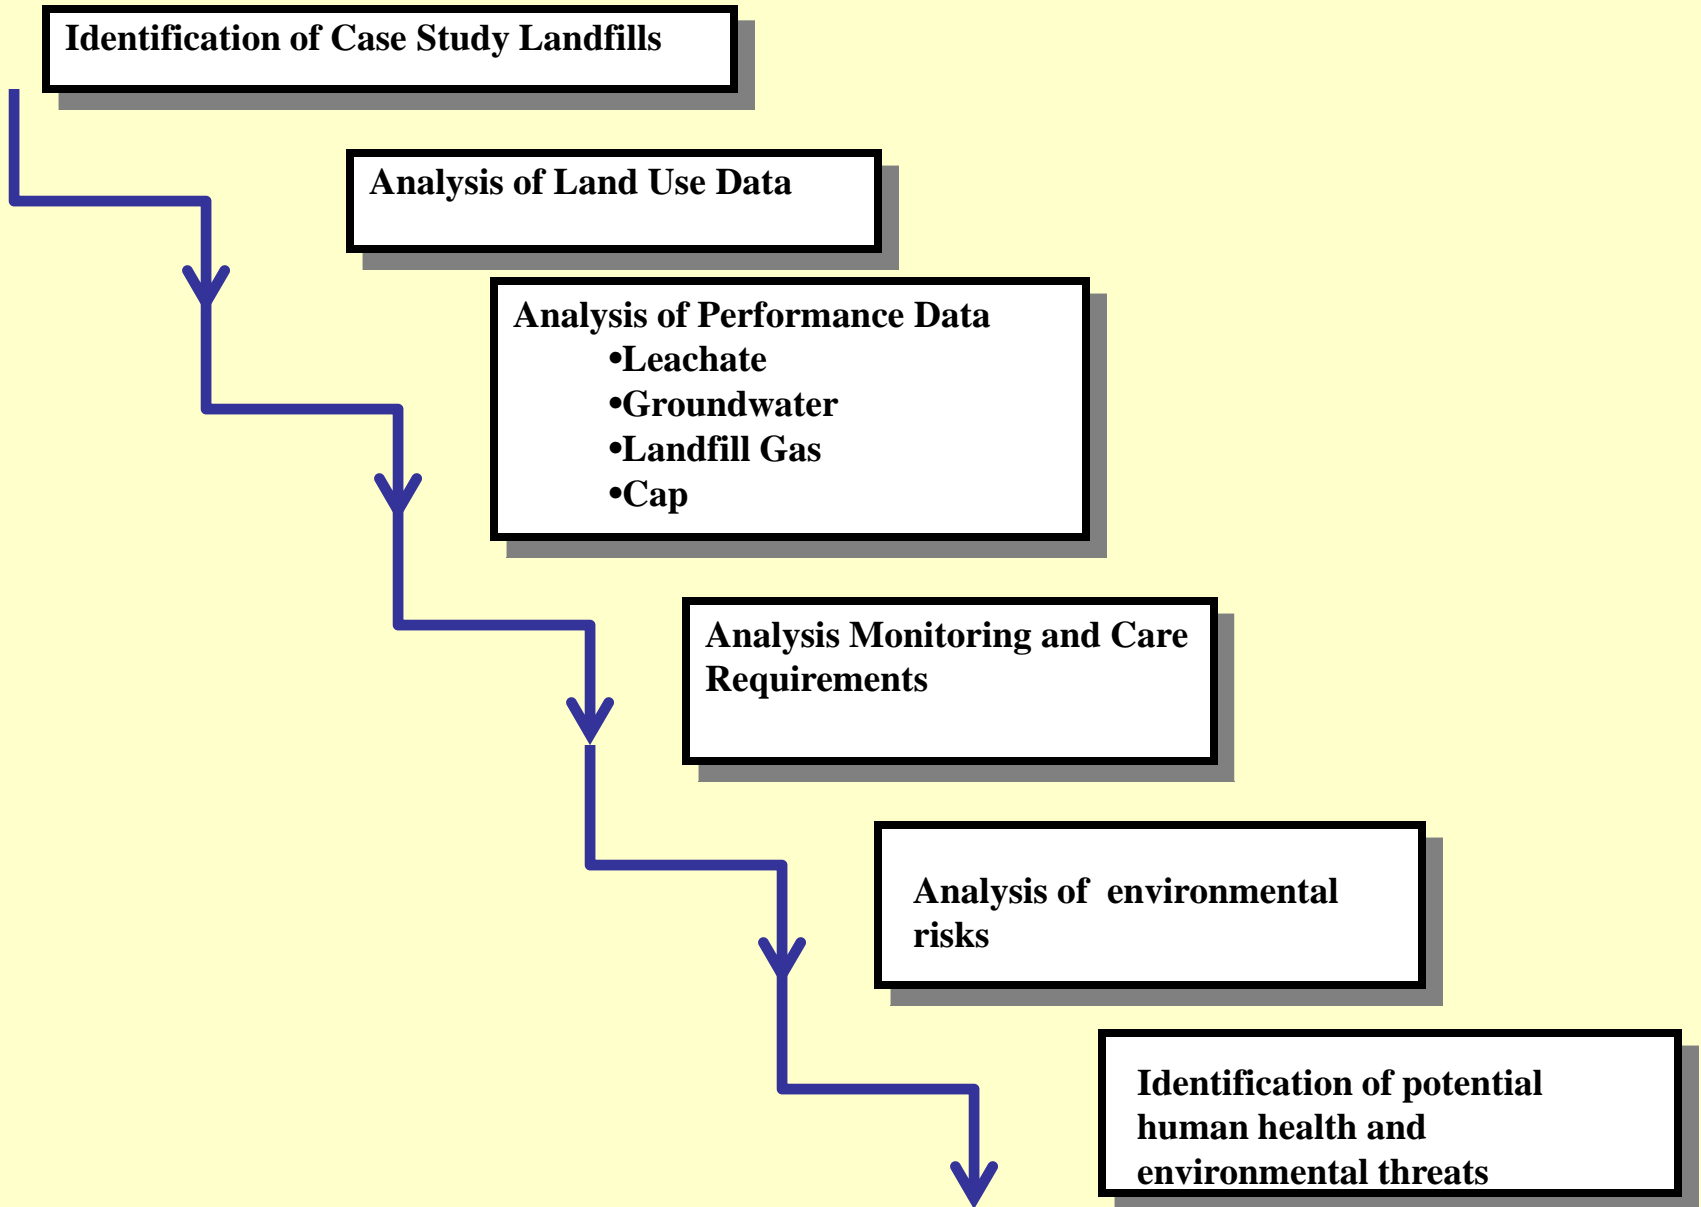 Identification of Case Study Landfills
Analysis of Land Use Data
Analysis of Performance Data
•Leachate
•Groundwater
•Landfill Gas
•Cap
Analysis Monitoring and Care
Requirements
Analysis of  environmental
risks
Identification of potential
human health and
environmental threats